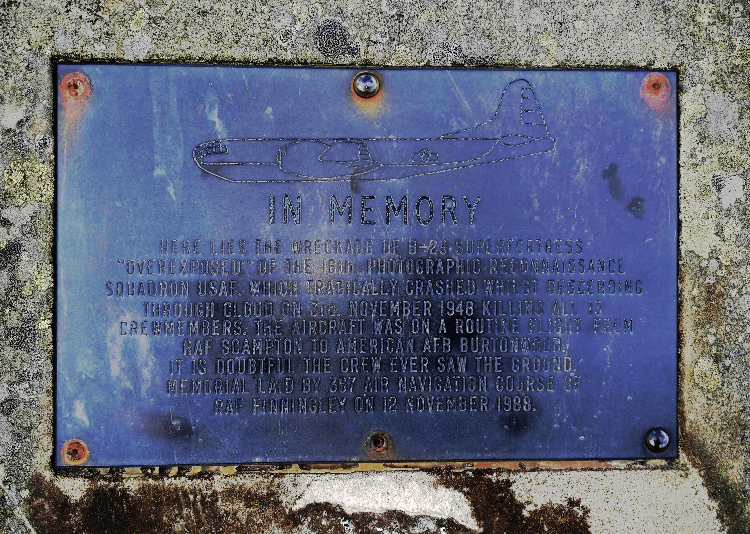 IN MEMORY
HERE LIES THE WRECKAGE OF B-29 SUPERFORTRESS
"OVEREXPOSED" OF THE 16th. PHOTOGRAPHIC RECONNAISSANCE
SQUADRON USAF, WHICH TRAGICALLY CRASHED WHILST DESCENDING
THROUGH CLOUD ON 3rd. NOVEMBER 1948 KILLING ALL 13
CREWMEMBERS. THE AIRCRAFT WAS ON A ROUTINE FLIGHT FROM
RAF SCAMPTON TO AMERICAN AFB BURTONWOOD.
IT IS DOUBTFUL THE CREW EVER SAW THE GROUND.
MEMORIAL LAID BY 367 AIR NAVIGATION COURSE OF
RAF FINNINGLEY ON 12 NOVEMBER 1988.